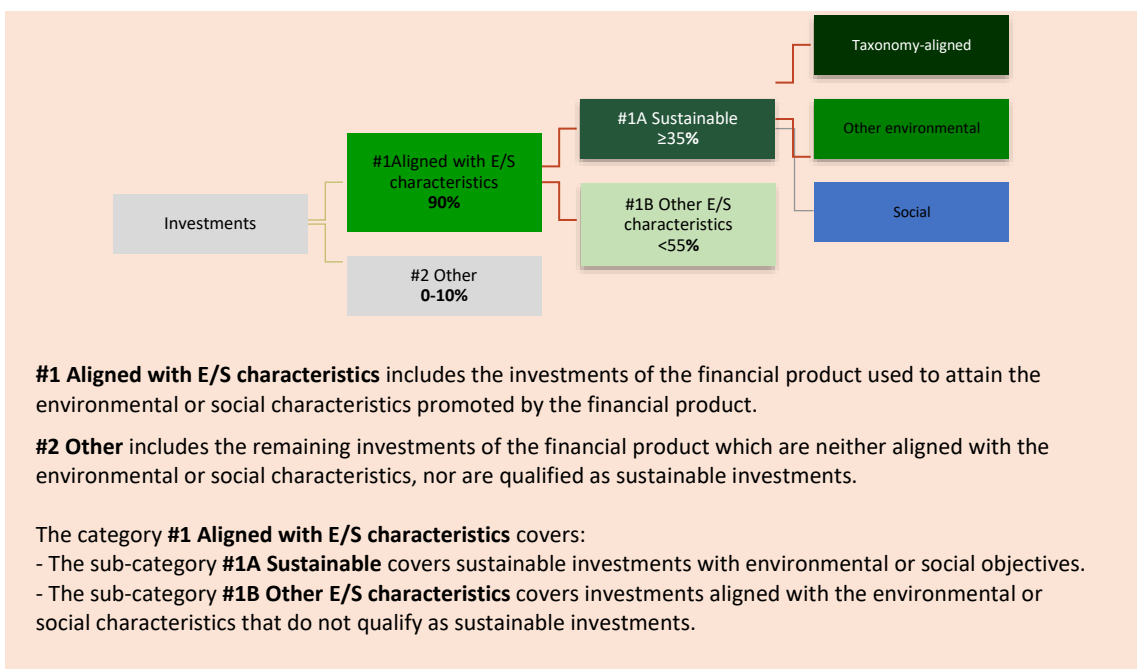 Taxonomy-aligned
#1A Sustainable
≥35%
Other environmental
#1Aligned with E/S
characteristics
90%
#1B Other E/S
characteristics
<55%
Social
Investments
#2 Other
0-10%
#1 Aligned with E/S characteristics includes the investments of the financial product used to attain the
environmental or social characteristics promoted by the financial product.
#2 Other includes the remaining investments of the financial product which are neither aligned with the
environmental or social characteristics, nor are qualified as sustainable investments.
The category #1 Aligned with E/S characteristics covers:
- The sub-category #1A Sustainable covers sustainable investments with environmental or social objectives.
- The sub-category #1B Other E/S characteristics covers investments aligned with the environmental or
social characteristics that do not qualify as sustainable investments.